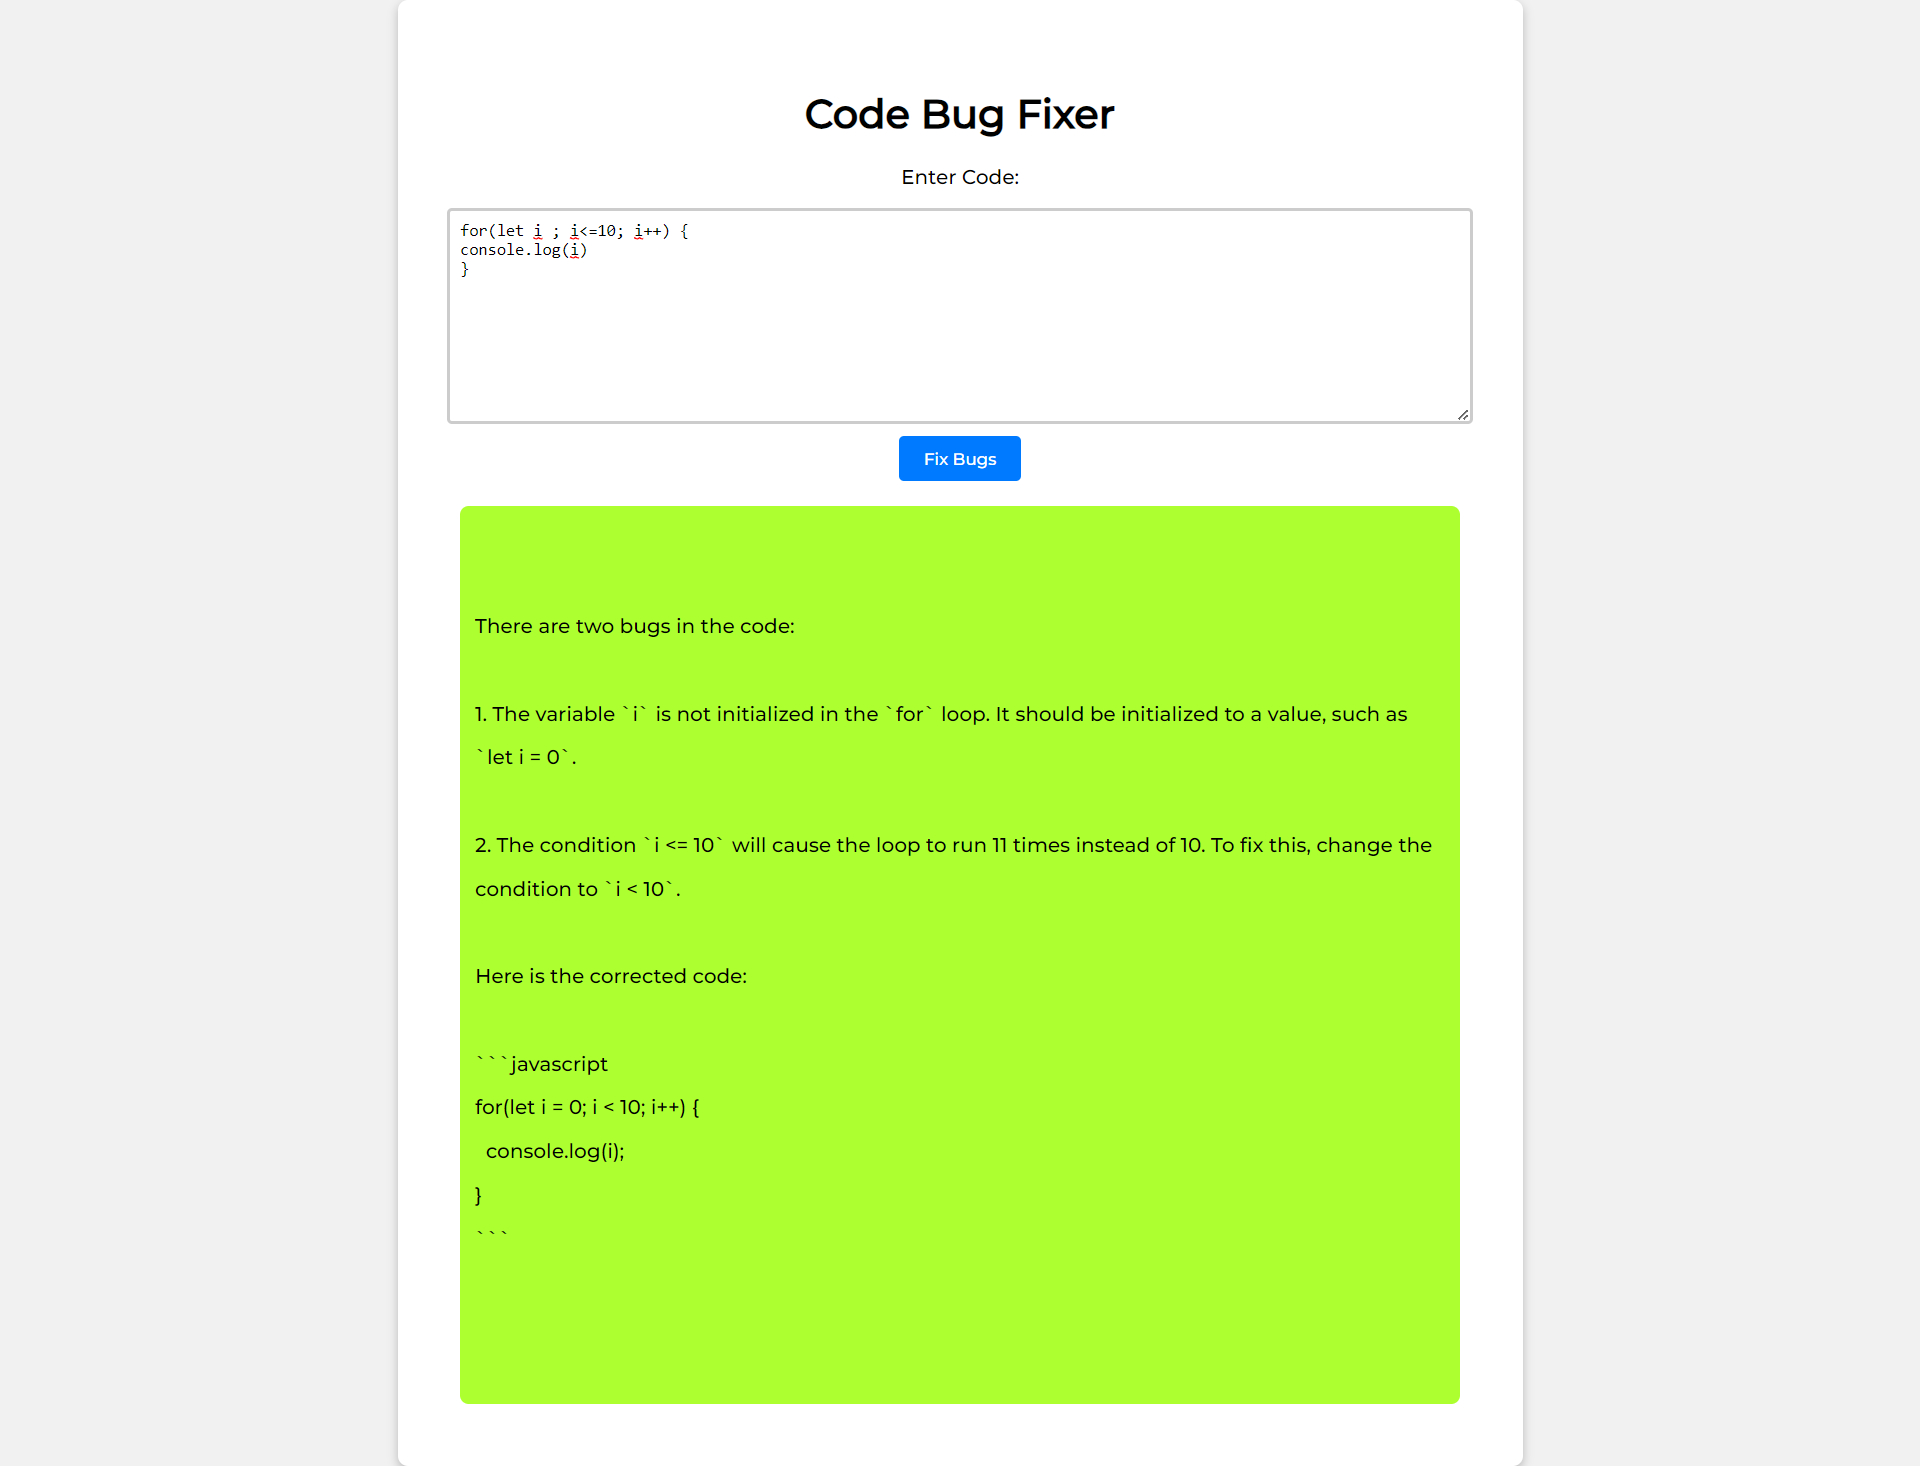 Code Bug Fixer
Enter Code:
for(let i ; i<=10; i++) {
console.log(i)
}
Fix Bugs
There are two bugs in the code:
1. The variable `i` is not initialized in the `for` loop. It should be initialized to a value, such as
`let i = 0`.
2. The condition `i <= 10` will cause the loop to run 11 times instead of 10. To fix this, change the
condition to `i < 10`.
Here is the corrected code:
```javascript
for(let i = 0; i < 10; i++) {
  console.log(i);
}
```